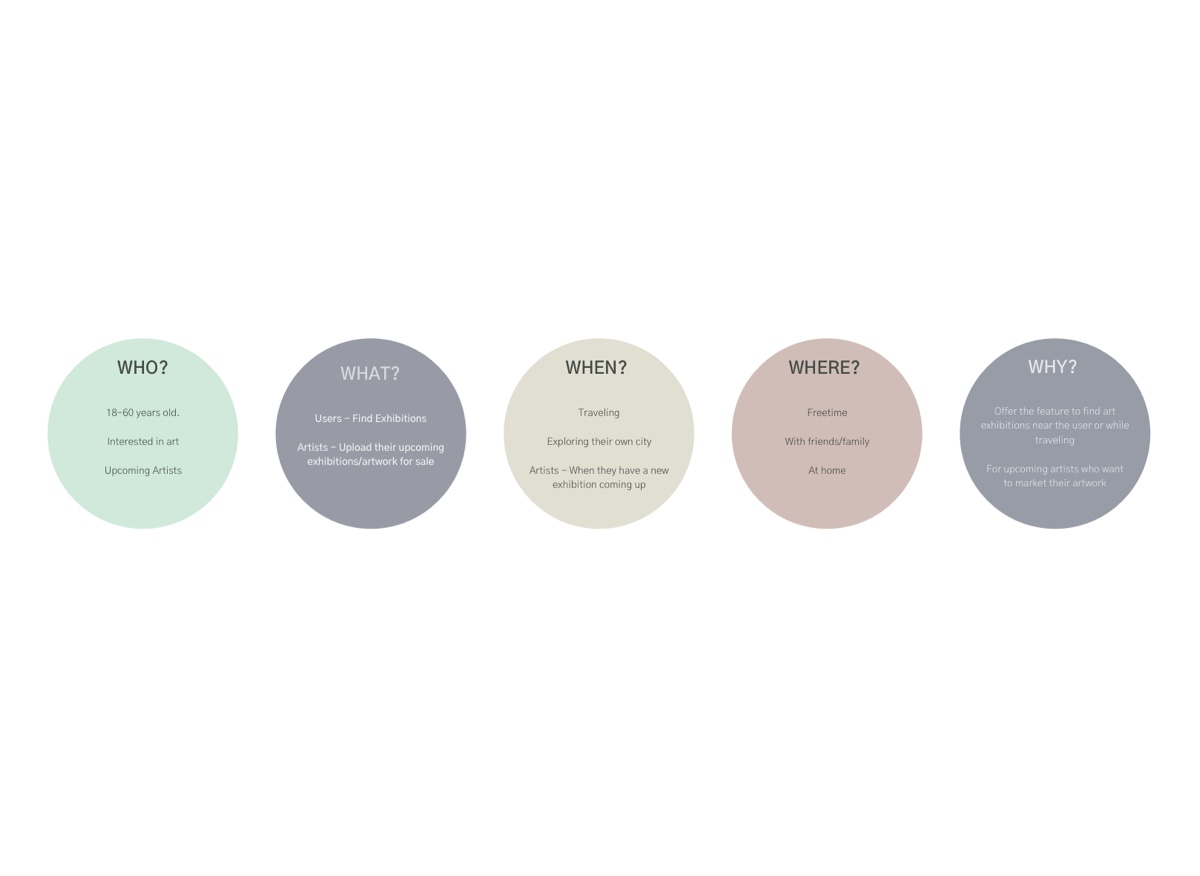 WHO?
18-60 years old.
Interested in art
Upcoming Artists
WHAT?
Users - Find Exhibitions
Artists - Upload their upcoming
exhibitions/artwork for sale
WHEN?
Traveling
Exploring their own city
Artists - When they have a new
exhibition coming up
WHERE?
Freetime
With friends/family
At home
WHY?
Offer the feature to find art
exhibitions near the user or while
traveling
For upcoming artists who want
to market their artwork